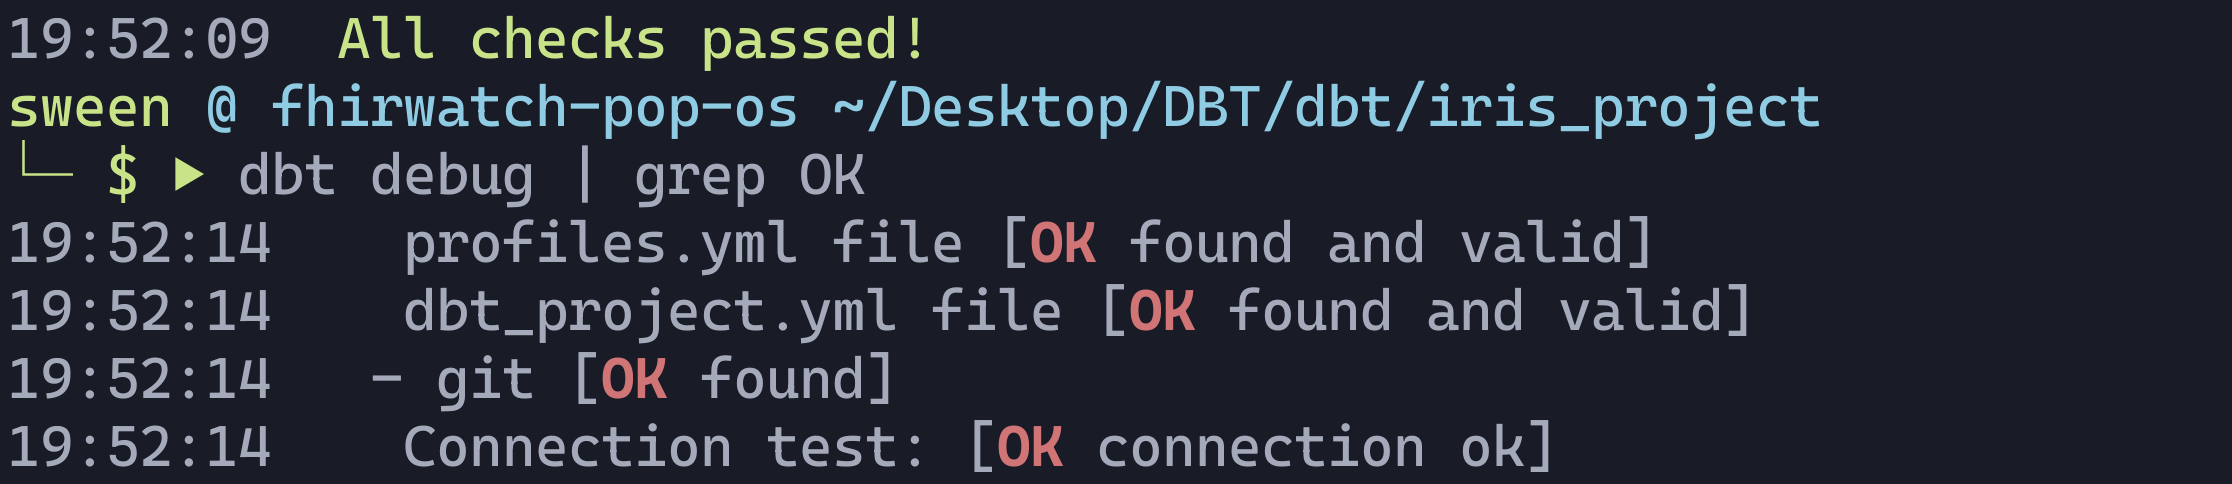 19:52:09  All checks passed!
sween @ fhirwatch-pop-os ~/Desktop/DBT/dbt/iris_project
└─ $ ▶ dbt debug | grep OK
19:52:14    profiles.yml file [OK found and valid]
19:52:14    dbt_project.yml file [OK found and valid]
19:52:14   - git [OK found]
19:52:14    Connection test: [OK connection ok]